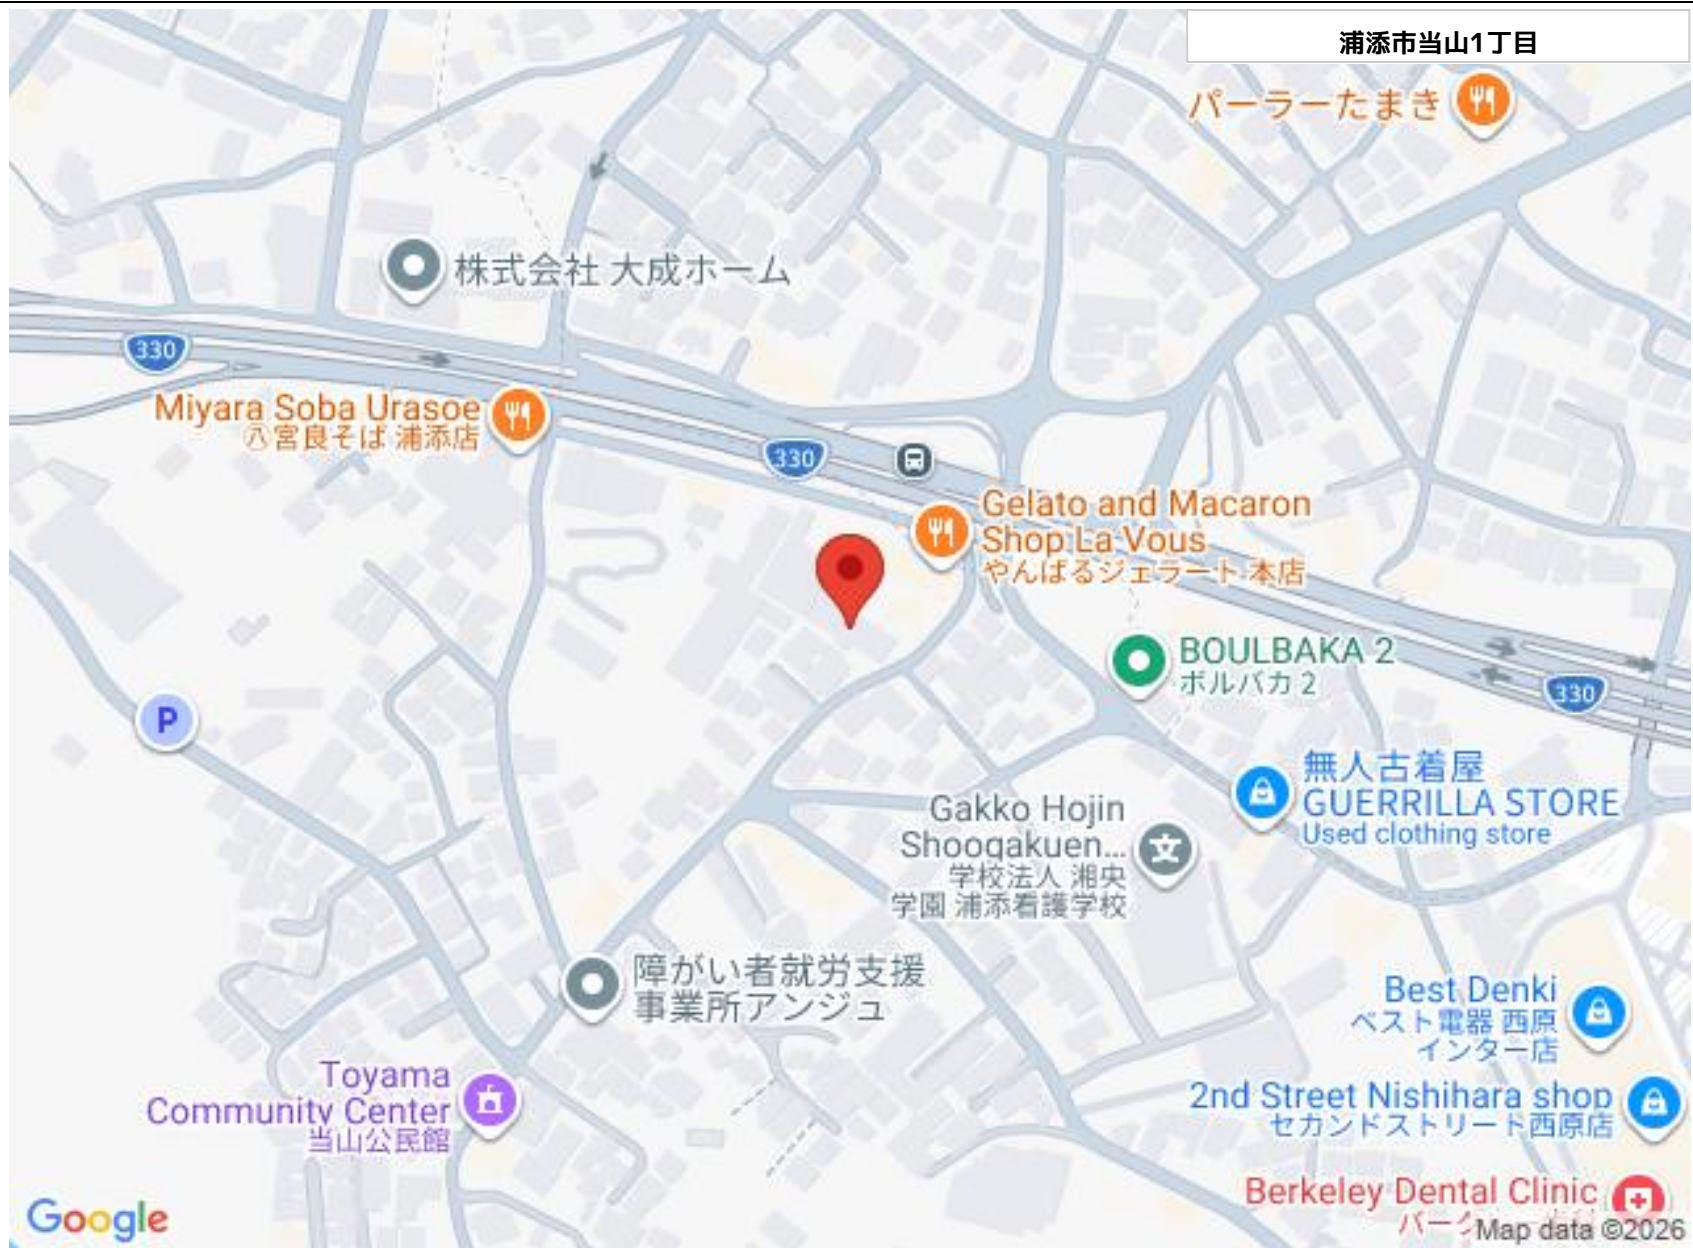 浦添市当山1丁目
パーラーたまき
株式会社 大成ホーム
330
Miyara Soba Urasoe
㊇宮良そば 浦添店
330
Gelato and Macaron
Shop La Vous
やんばるジェラート 本店
BOULBAKA 2
ボルバカ 2
330
P
無人古着屋
GUERRILLA STORE
Used clothing store
Gakko Hojin
Shoogakuen...
学校法人 湘央
学園 浦添看護学校
文
障がい者就労支援
事業所アンジュ
Best Denki
ベスト電器 西原
インター店
Toyama
Community Center
当山公民館
2nd Street Nishihara shop
セカンドストリート西原店
Berkeley Dental Clinic
Google
Map data ©2026